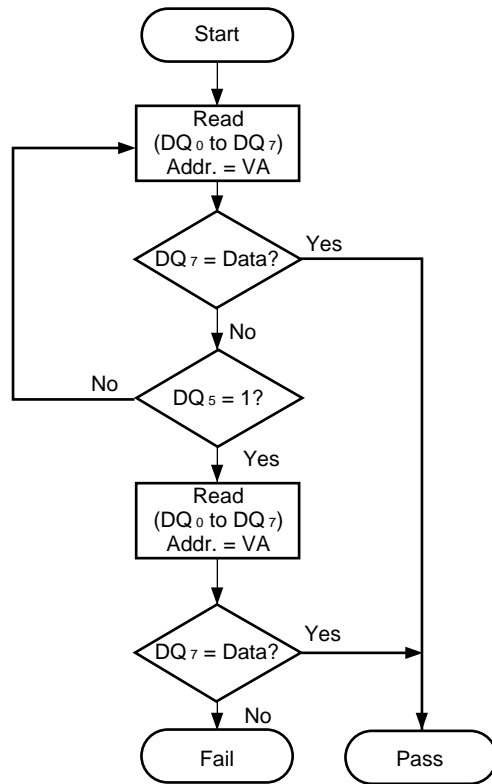 Start
Read
(DQ0 to DQ7)
Addr. = VA
DQ7 = Data?
Yes
No
DQ5 = 1?
No
Yes
Read
(DQ0 to DQ7)
Addr. = VA
DQ7 = Data?
Yes
No
Fail
Pass